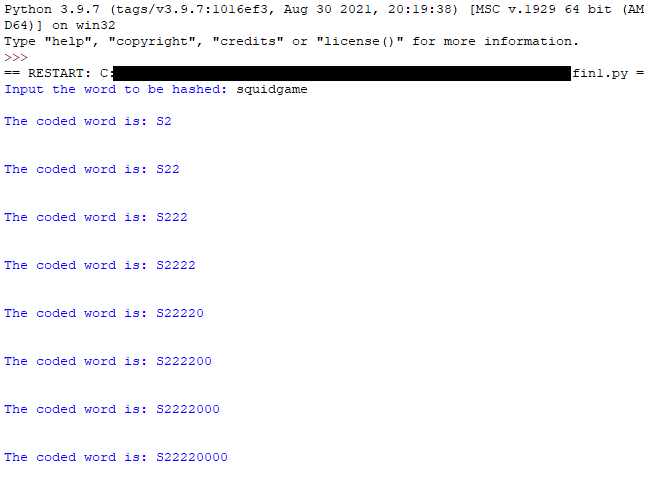 Python 3.9.7 (tags/v3.9.7:1016ef3, Aug 30 2021, 20:19:38) [MSC v.1929 64 bit (AM
D64)] on win32
Type "help", "copyright", "credits" or "license()" for more information.
>>>
== RESTART: C: fin1.py =
Input the word to be hashed: squidgame
The coded word is: S2
The coded word is: S22
The coded word is: S222
The coded word is: S2222
The coded word is: S22220
The coded word is: S222200
The coded word is: S2222000
The coded word is: S22220000